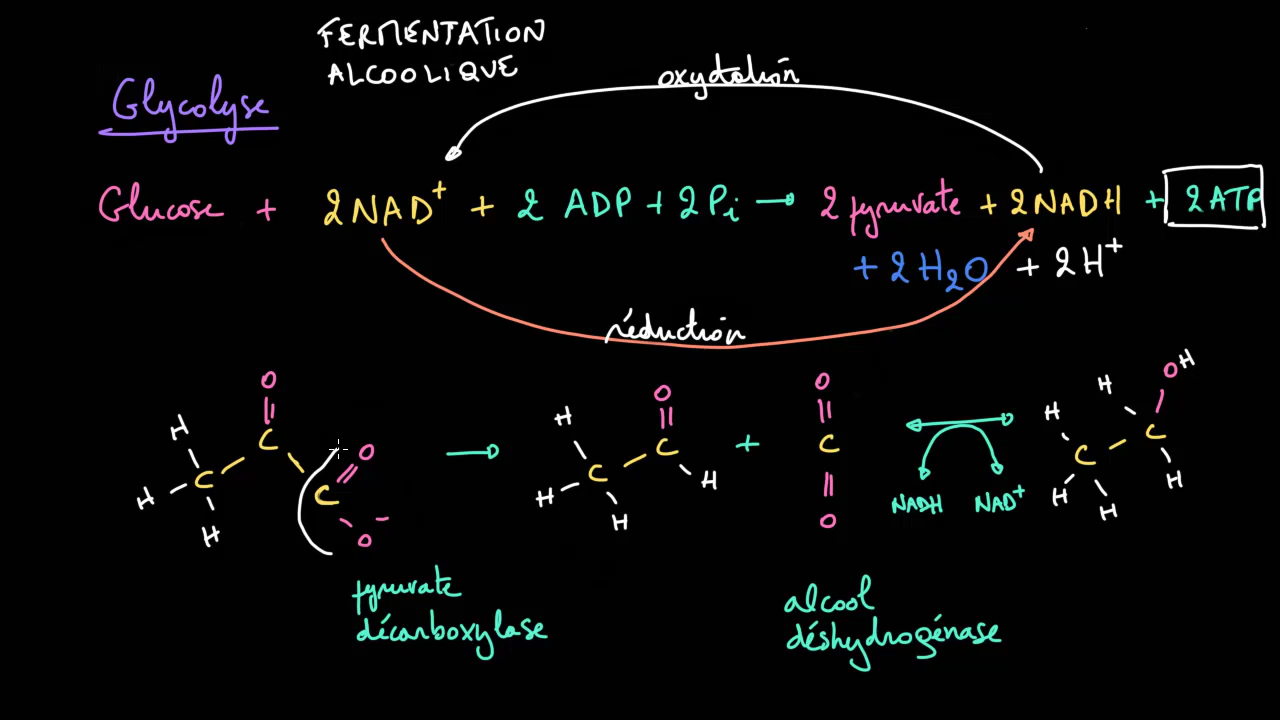 FERMENTATION
ALCOOLIQUE
oxydation
Glycolyse
Glucose + 2NAD⁺ + 2 ADP + 2Pi → 2 pyruvate + 2NADH + 2ATP
+ 2H₂O + 2H⁺
réduction
O
H C C O
H C H O⁻
→
O
H C C H
H H
+
O
C
O
NADH NAD⁺
H H OH
C C
H H H
pyruvate
décarboxylase
alcool
déshydrogénase